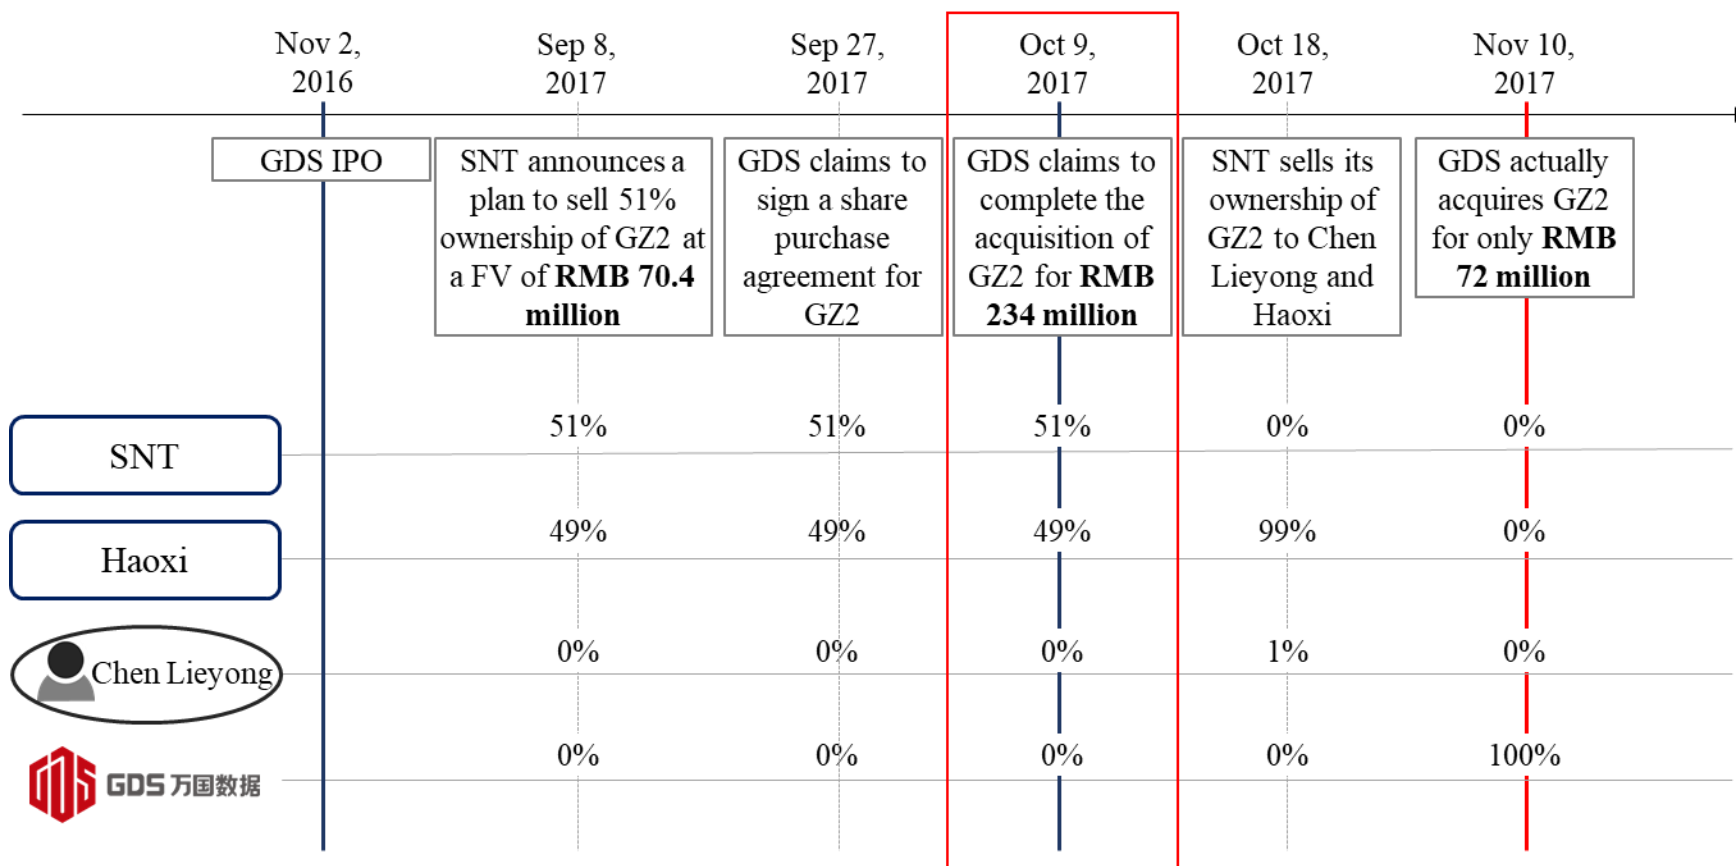 Nov 2,
2016
Sep 8,
2017
Sep 27,
2017
Oct 9,
2017
Oct 18,
2017
Nov 10,
2017
GDS IPO
SNT announces a
plan to sell 51%
ownership of GZ2 at
a FV of RMB 70.4
million
GDS claims to
sign a share
purchase
agreement for
GZ2
GDS claims to
complete the
acquisition of
GZ2 for RMB
234 million
SNT sells its
ownership of
GZ2 to Chen
Lieyong and
Haoxi
GDS actually
acquires GZ2
for only RMB
72 million
SNT
51%
51%
51%
0%
0%
Haoxi
49%
49%
49%
99%
0%
Chen Lieyong
0%
0%
0%
1%
0%
GDS 万国数据
0%
0%
0%
0%
100%